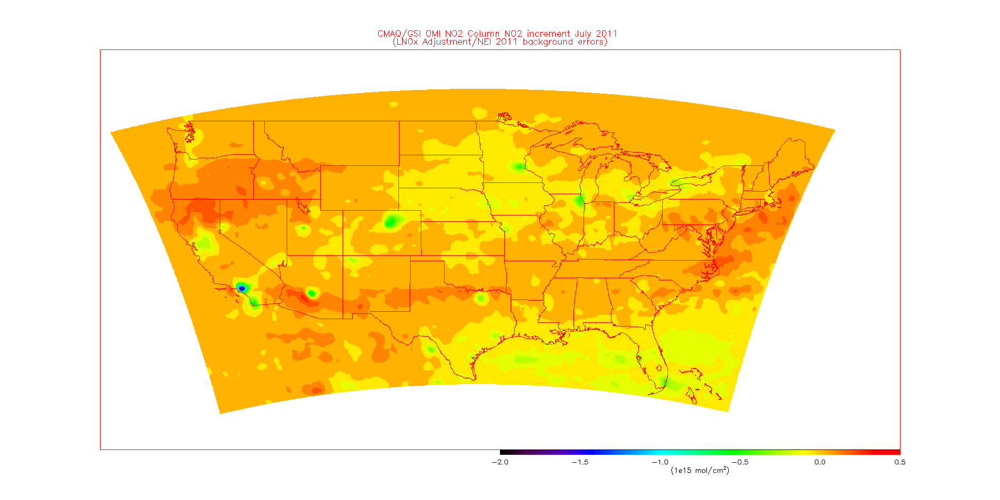 CMAQ/GSI OMI NO2 Column NO2 increment July 2011
(LNOx Adjustment/NEI 2011 background errors)
−2.0 −1.5 −1.0 −0.5 0.0 0.5
(1e15 mol/cm²)